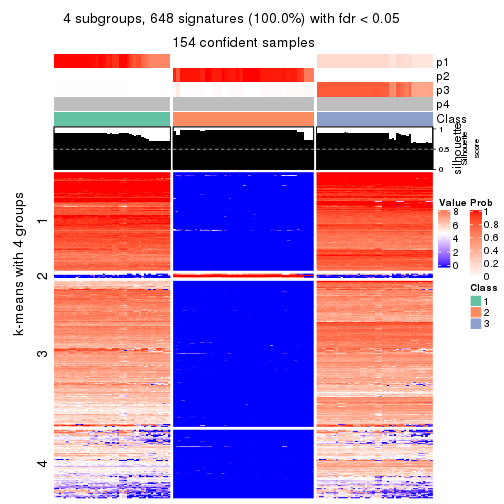 4 subgroups, 648 signatures (100.0%) with fdr < 0.05
154 confident samples
p1
p2
p3
p4
Class
1
0.5
0
silhouette
Silhouette
score
k-means with 4 groups
1
2
3
4
Value
8
6
4
2
0
Prob
1
0.8
0.6
0.4
0.2
0
Class
1
2
3